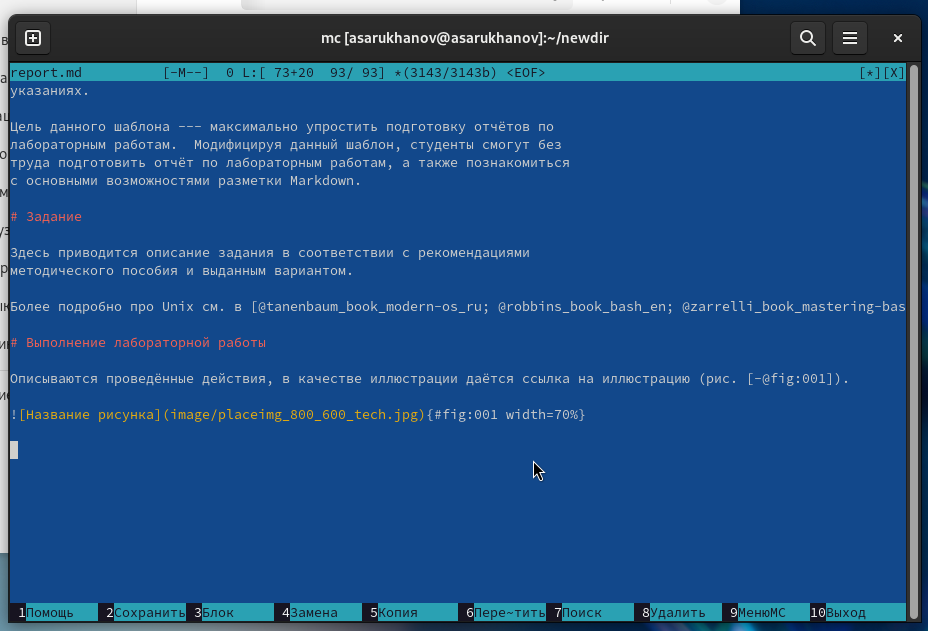 mc [asarukhanov@asarukhanov]:~/newdir
report.md [-M--] 0 L:[ 73+20 93/ 93] *(3143/3143b) <EOF> [*][X]
указаниях.
Цель данного шаблона --- максимально упростить подготовку отчётов по
лабораторным работам. Модифицируя данный шаблон, студенты смогут без
труда подготовить отчёт по лабораторным работам, а также познакомиться
с основными возможностями разметки Markdown.
# Задание
Здесь приводится описание задания в соответствии с рекомендациями
методического пособия и выданным вариантом.
Более подробно про Unix см. в [@tanenbaum_book_modern-os_ru; @robbins_book_bash_en; @zarrelli_book_mastering-bas
# Выполнение лабораторной работы
Описываются проведённые действия, в качестве иллюстрации даётся ссылка на иллюстрацию (рис. [-@fig:001]).
![Название рисунка](image/placeimg_800_600_tech.jpg){#fig:001 width=70%}
1Помощь 2Сохранить 3Блок 4Замена 5Копия 6Пере~тить 7Поиск 8Удалить 9МенюMC 10Выход